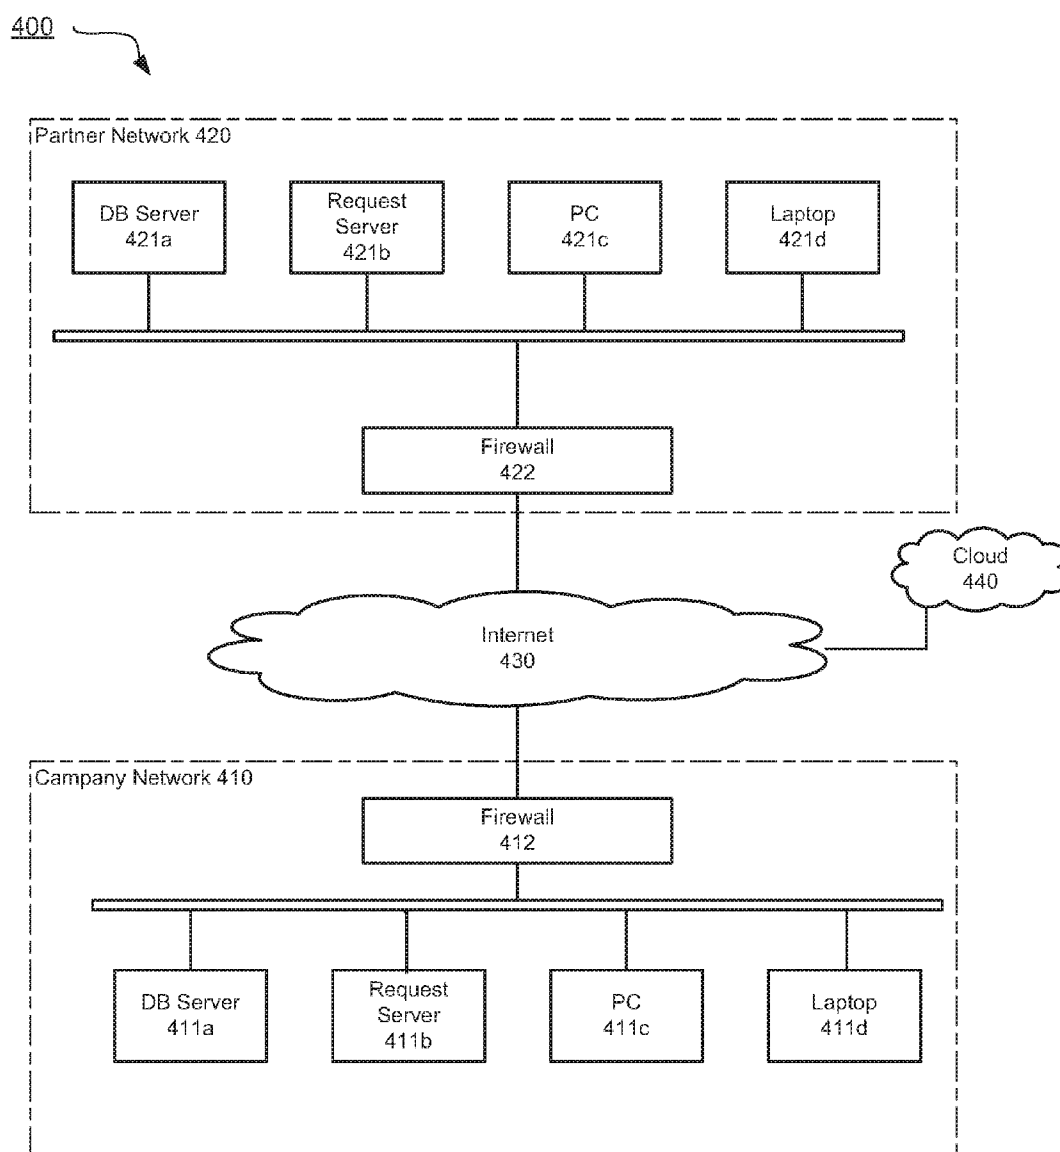 400
Partner Network 420
DB Server
421a
Request
Server
421b
PC
421c
Laptop
421d
Firewall
422
Cloud
440
Internet
430
Campany Network 410
Firewall
412
DB Server
411a
Request
Server
411b
PC
411c
Laptop
411d